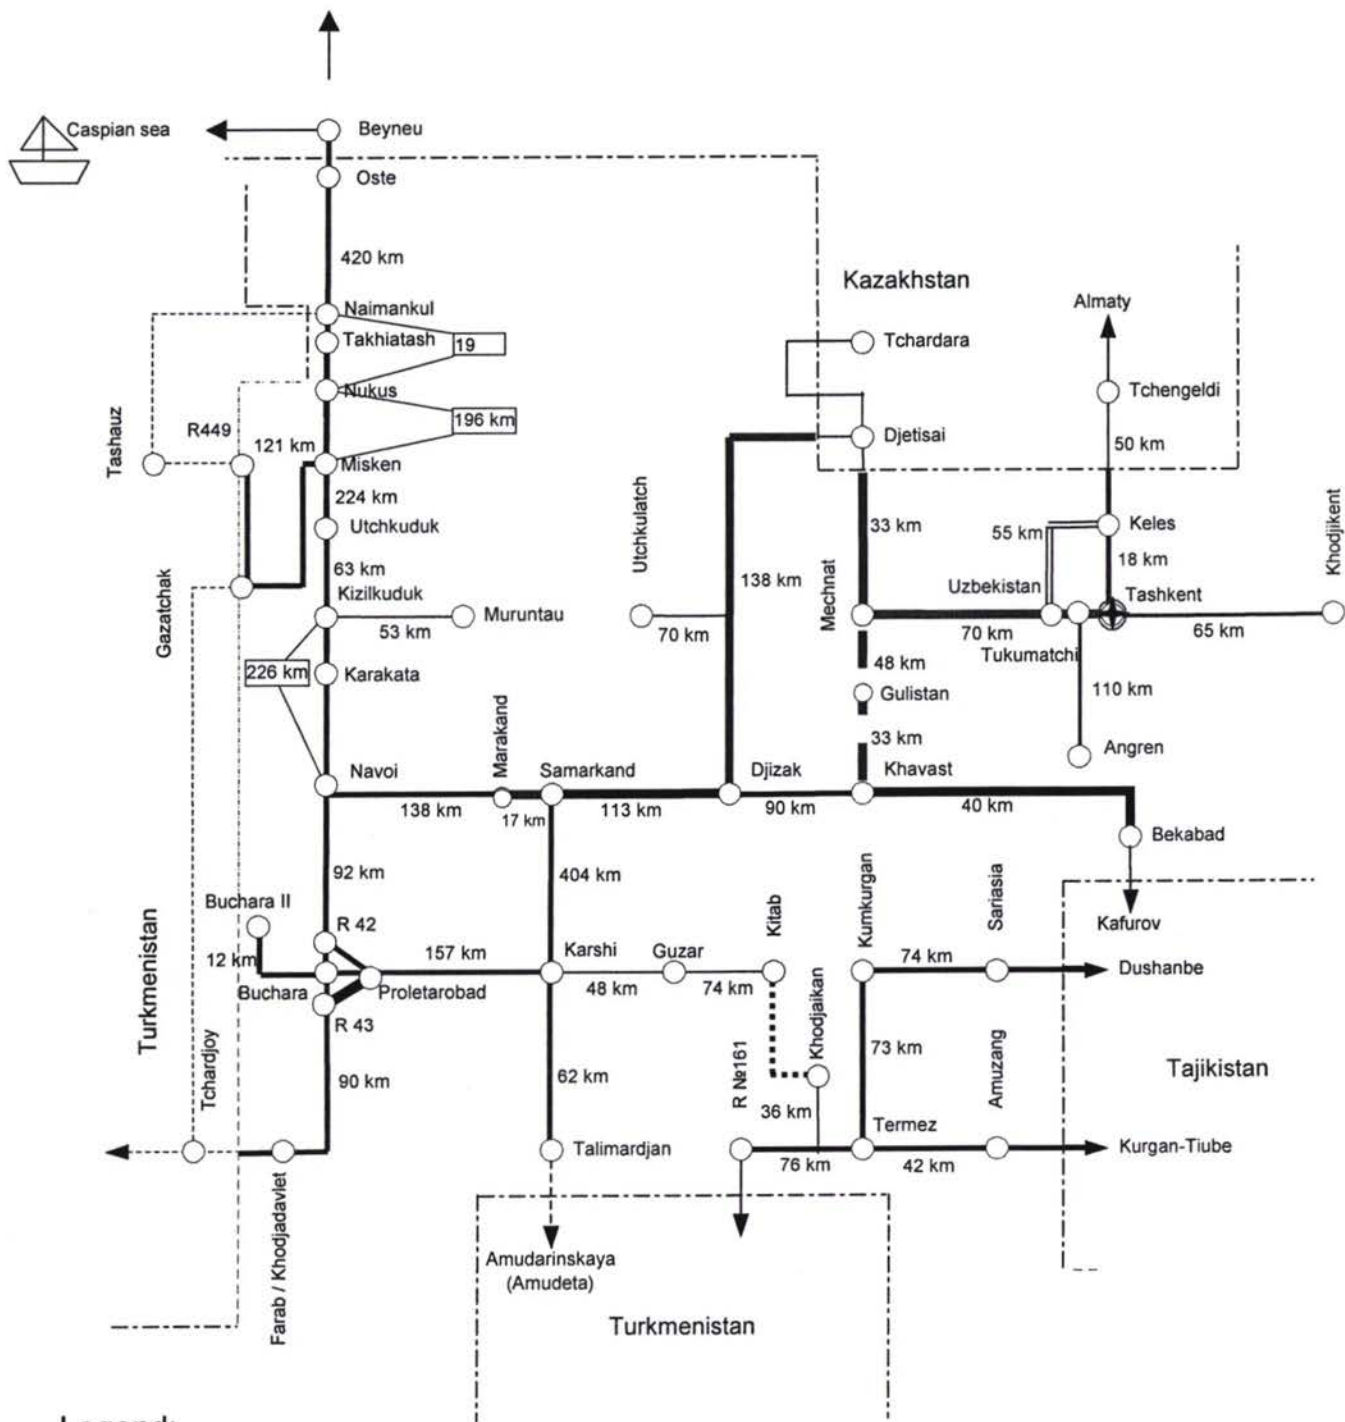 Caspian sea
Beyneu
Oste
420 km
Kazakhstan
Almaty
Naimankul
Takhiatash
19
Tchardara
Nukus
Tchengeldi
196 km
Tashauz
R449
121 km
Misken
Djetisai
50 km
224 km
Utchkuduk
Utchkulatch
33 km
55 km
Keles
Khodjikent
63 km
138 km
18 km
Gazatchak
Kizilkuduk
Muruntau
Mechnat
Uzbekistan
Tashkent
53 km
70 km
70 km
65 km
Tukumatchi
226 km
Karakata
48 km
Gulistan
110 km
Marakand
33 km
Angren
Navoi
Samarkand
Djizak
Khavast
138 km
17 km
113 km
90 km
40 km
Bekabad
92 km
404 km
Kumkurgan
Sariasia
Buchara II
Kitab
Kafurov
Turkmenistan
R 42
157 km
Karshi
Guzar
74 km
Dushanbe
12 km
Buchara
Proletarobad
48 km
74 km
R 43
Khodjaikan
Tchardjoy
R №161
73 km
Amuzang
Tajikistan
90 km
62 km
36 km
Termez
Talimardjan
76 km
42 km
Kurgan-Tiube
Farab / Khodjadavlet
Amudarinskaya
(Amudeta)
Turkmenistan
Legend: